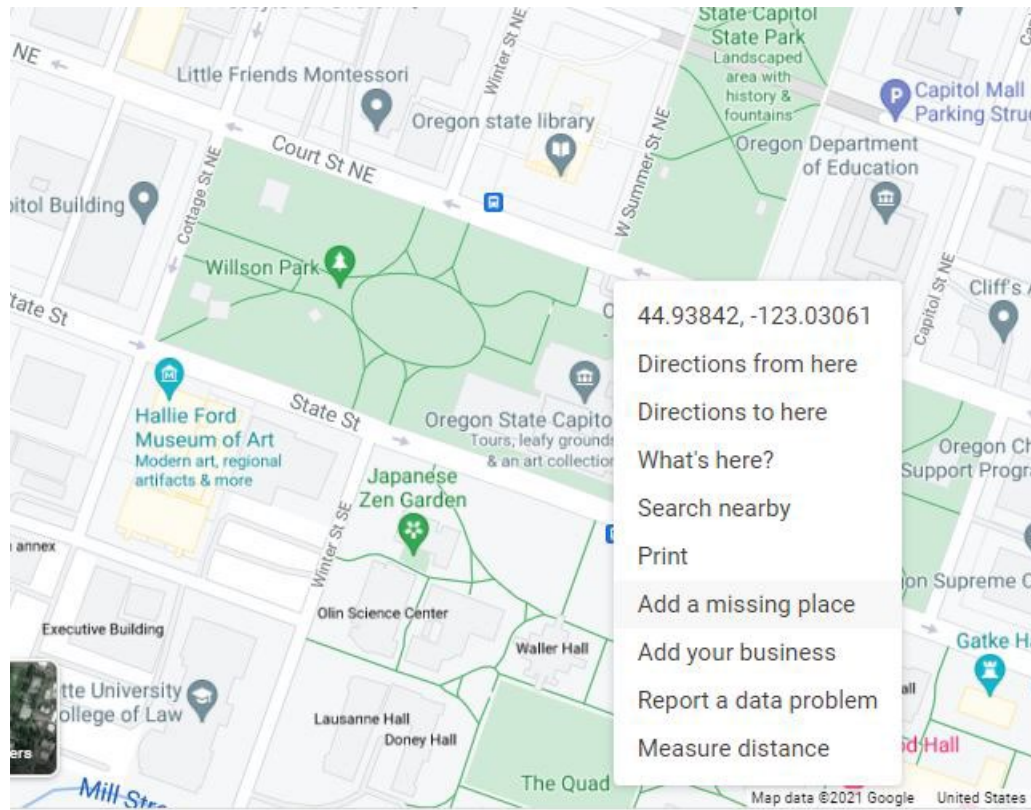 State Capitol
State Park
Landscaped
area with
history &
fountains
NE
Little Friends Montessori
Winter St NE
Oregon state library
W Summer St NE
Capitol Mall
Parking Stru
Oregon Department
of Education
Court St NE
Cottage St NE
itol Building
Willson Park
Capitol St NE
Cliff's
tate St
Hallie Ford
Museum of Art
Modern art, regional
artifacts & more
State St
Oregon State Capito
Tours, leafy grounds
& an art collection
Japanese
Zen Garden
Winter St SE
44.93842, -123.03061
Directions from here
Directions to here
What's here?
Search nearby
Print
Add a missing place
Add your business
Report a data problem
Measure distance
Oregon Ch
Support Progra
annex
on Supreme C
Olin Science Center
Executive Building
Waller Hall
Gatke Ha
tte University
ollege of Law
ers
Lausanne Hall
Doney Hall
all
d Hall
The Quad
Mill Stre
Map data ©2021 Google
United States